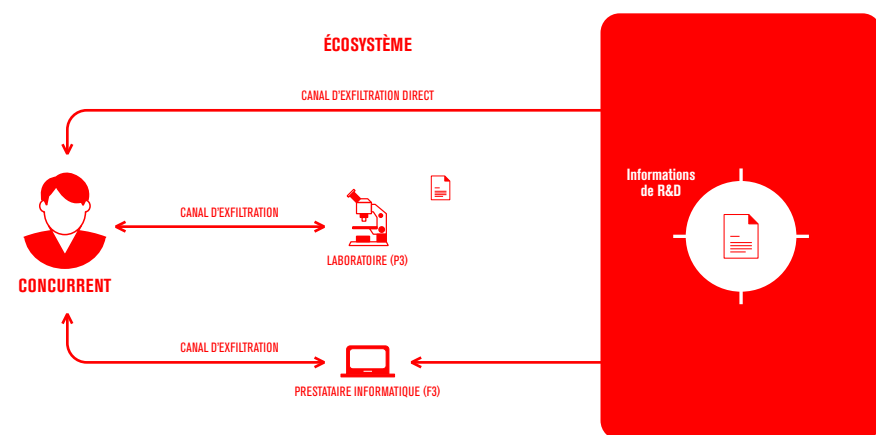 ÉCOSYSTÈME
CANAL D'EXFILTRATION DIRECT
Informations
de R&D
CANAL D'EXFILTRATION
LABORATOIRE (P3)
CONCURRENT
CANAL D'EXFILTRATION
PRESTATAIRE INFORMATIQUE (F3)